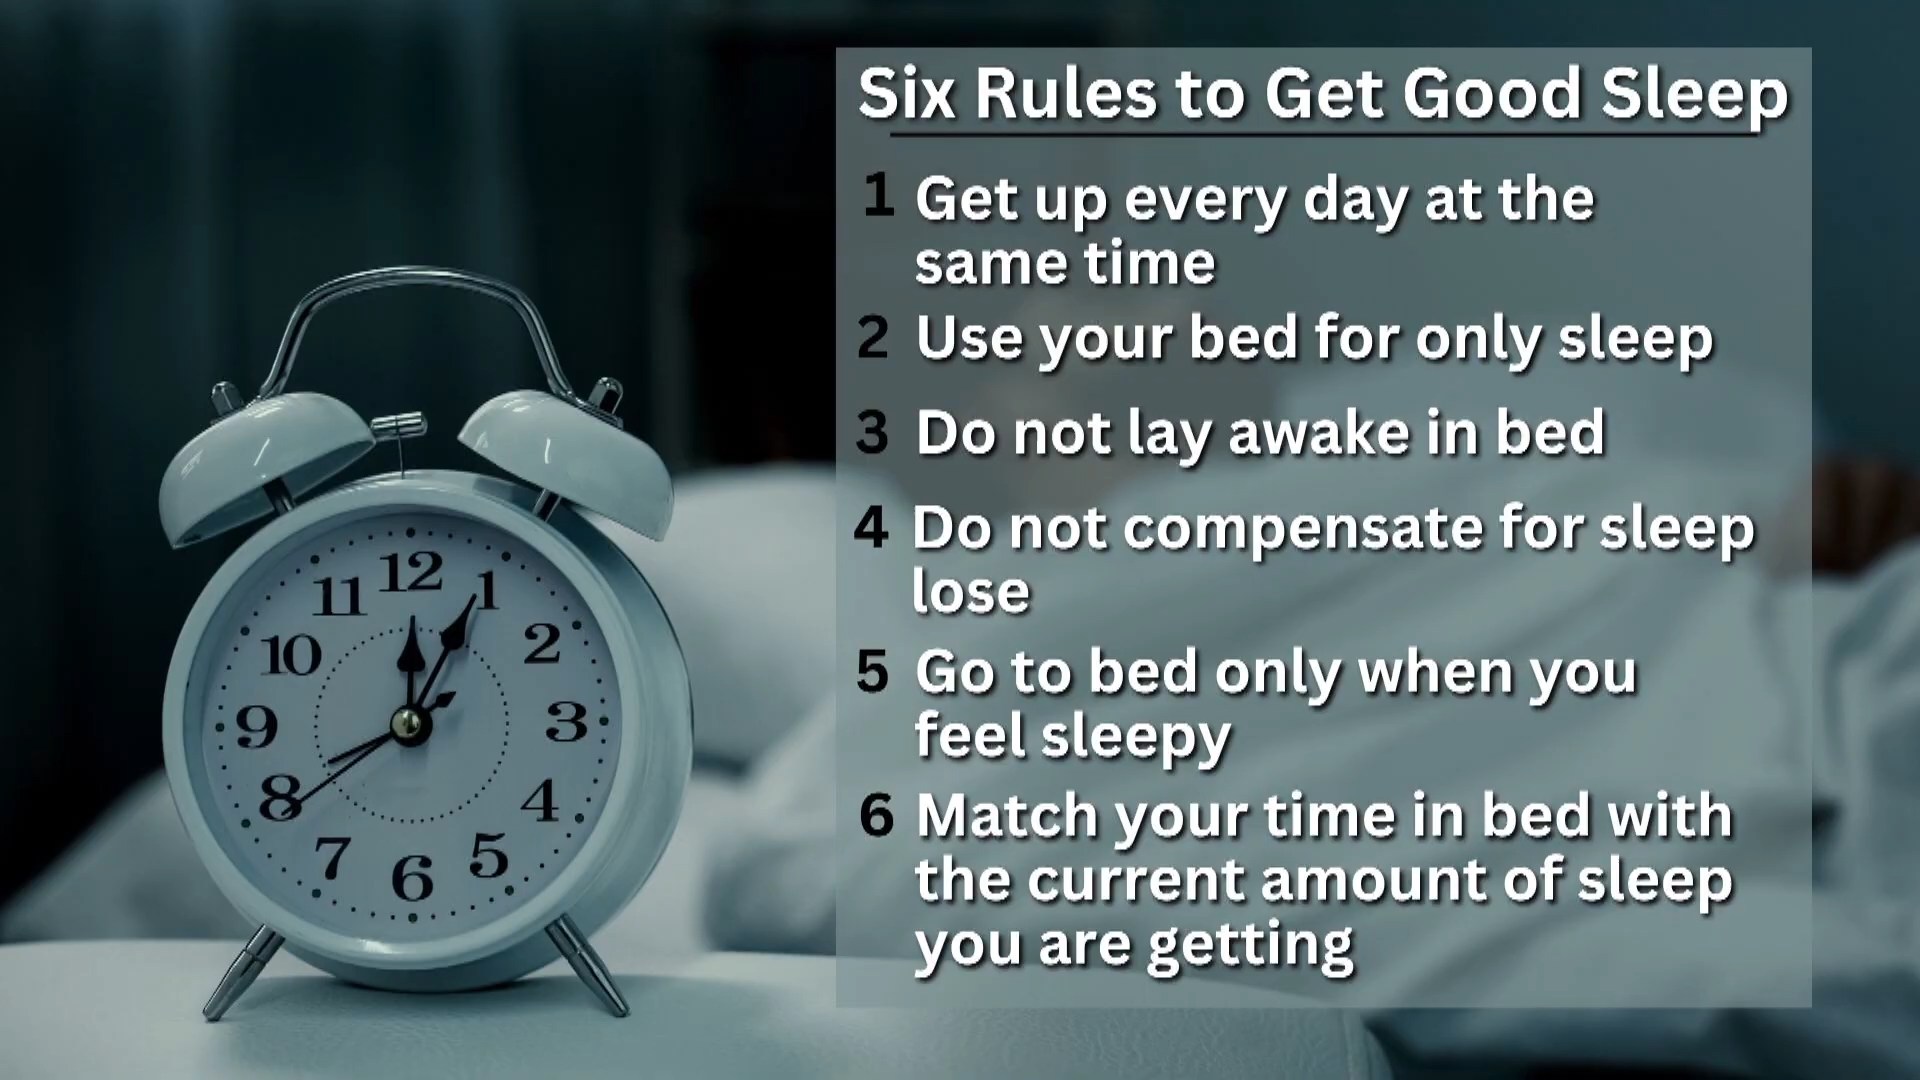 Six Rules to Get Good Sleep
1 Get up every day at the
same time
2 Use your bed for only sleep
3 Do not lay awake in bed
4 Do not compensate for sleep
lose
5 Go to bed only when you
feel sleepy
6 Match your time in bed with
the current amount of sleep
you are getting
12
1
2
3
4
5
6
7
8
9
10
11